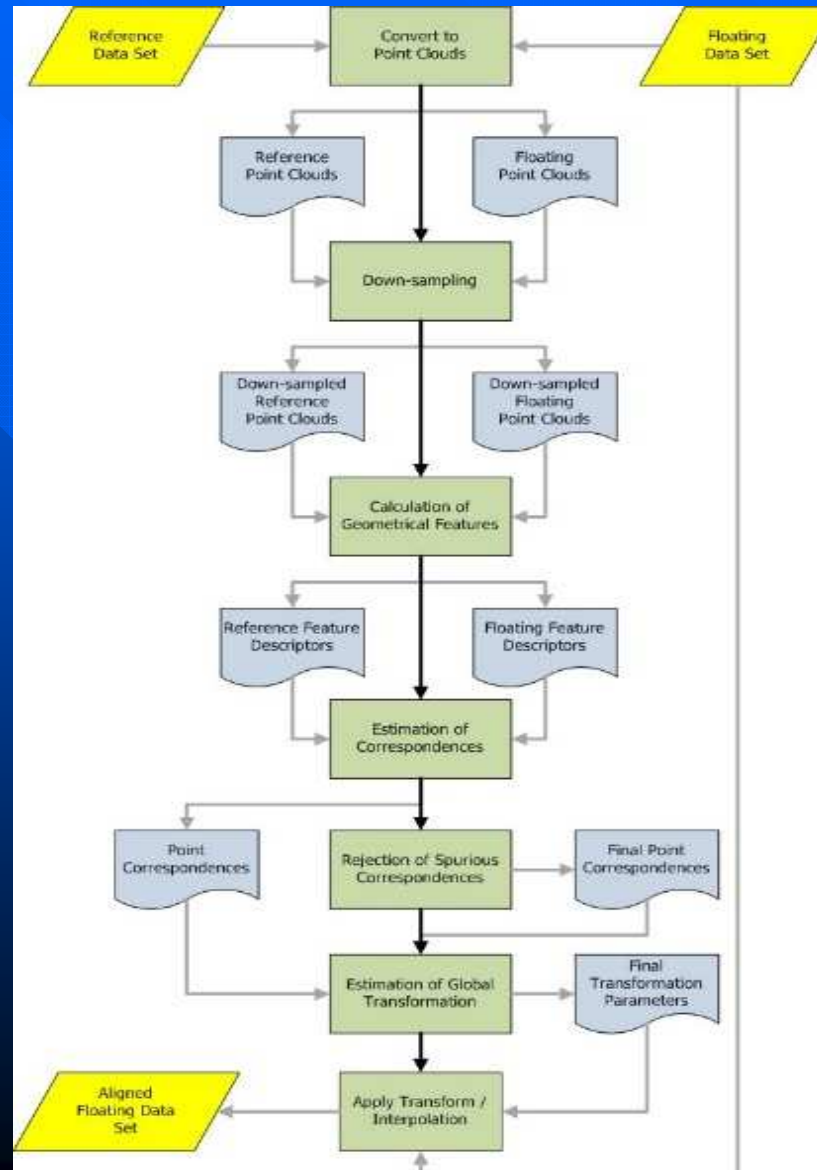 Reference
Data Set
Convert to
Point Clouds
Floating
Data Set
Reference
Point Clouds
Floating
Point Clouds
Down-sampling
Down-sampled
Reference
Point Clouds
Down-sampled
Floating
Point Clouds
Calculation of
Geometrical Features
Reference Feature
Descriptors
Floating Feature
Descriptors
Estimation of
Correspondences
Point
Correspondences
Rejection of Spurious
Correspondences
Final Point
Correspondences
Estimation of Global
Transformation
Final
Transformation
Parameters
Aligned
Floating Data
Set
Apply Transform /
Interpolation